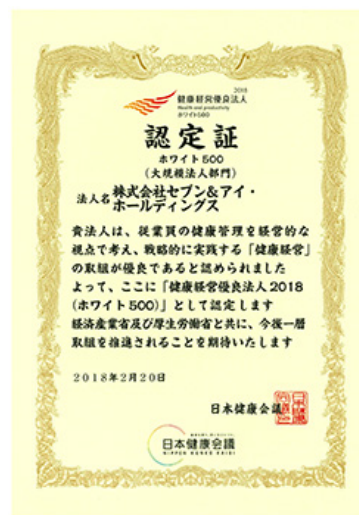 2018
健康経営優良法人
Health and productivity
ホワイト500
認定証
ホワイト500
(大規模法人部門)
法人名 株式会社セブン&アイ・
ホールディングス
貴法人は、従業員の健康管理を経営的な
視点で考え、戦略的に実践する「健康経営」
の取組が優良であると認められました
よって、ここに「健康経営優良法人2018
(ホワイト500)」として認定します
経済産業省及び厚生労働省と共に、今後一層
取組を推進されることを期待いたします
2018年2月20日
日本健康会議
日本健康会議
NIPPON KENKO KAIGI